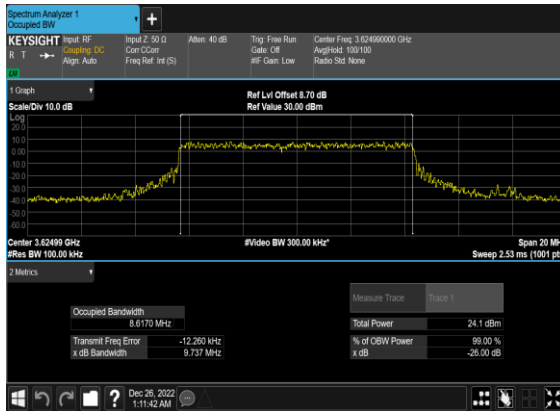 Spectrum Analyzer 1
Occupied BW
KEYSIGHT
R T
Input: RF
Coupling: DC
Align: Auto
Input Z: 50 Ω
Corr CCorr
Freq Ref: Int (S)
Atten: 40 dB
Trig: Free Run
Gate: Off
#IF Gain: Low
Center Freq: 3.624990000 GHz
Avg|Hold: 100/100
Radio Std: None
1 Graph
Scale/Div 10.0 dB
Ref Lvl Offset 8.70 dB
Ref Value 30.00 dBm
Log
20.0
10.0
0.00
-10.0
-20.0
-30.0
-40.0
-50.0
-60.0
Center 3.62499 GHz
#Res BW 100.00 kHz
#Video BW 300.00 kHz*
Span 20 MH
Sweep 2.53 ms (1001 pt
2 Metrics
Occupied Bandwidth
8.6170 MHz
Transmit Freq Error -12.260 kHz
x dB Bandwidth 9.737 MHz
Measure Trace Trace 1
Total Power 24.1 dBm
% of OBW Power 99.00 %
x dB -26.00 dB
Dec 26, 2022
1:11:42 AM